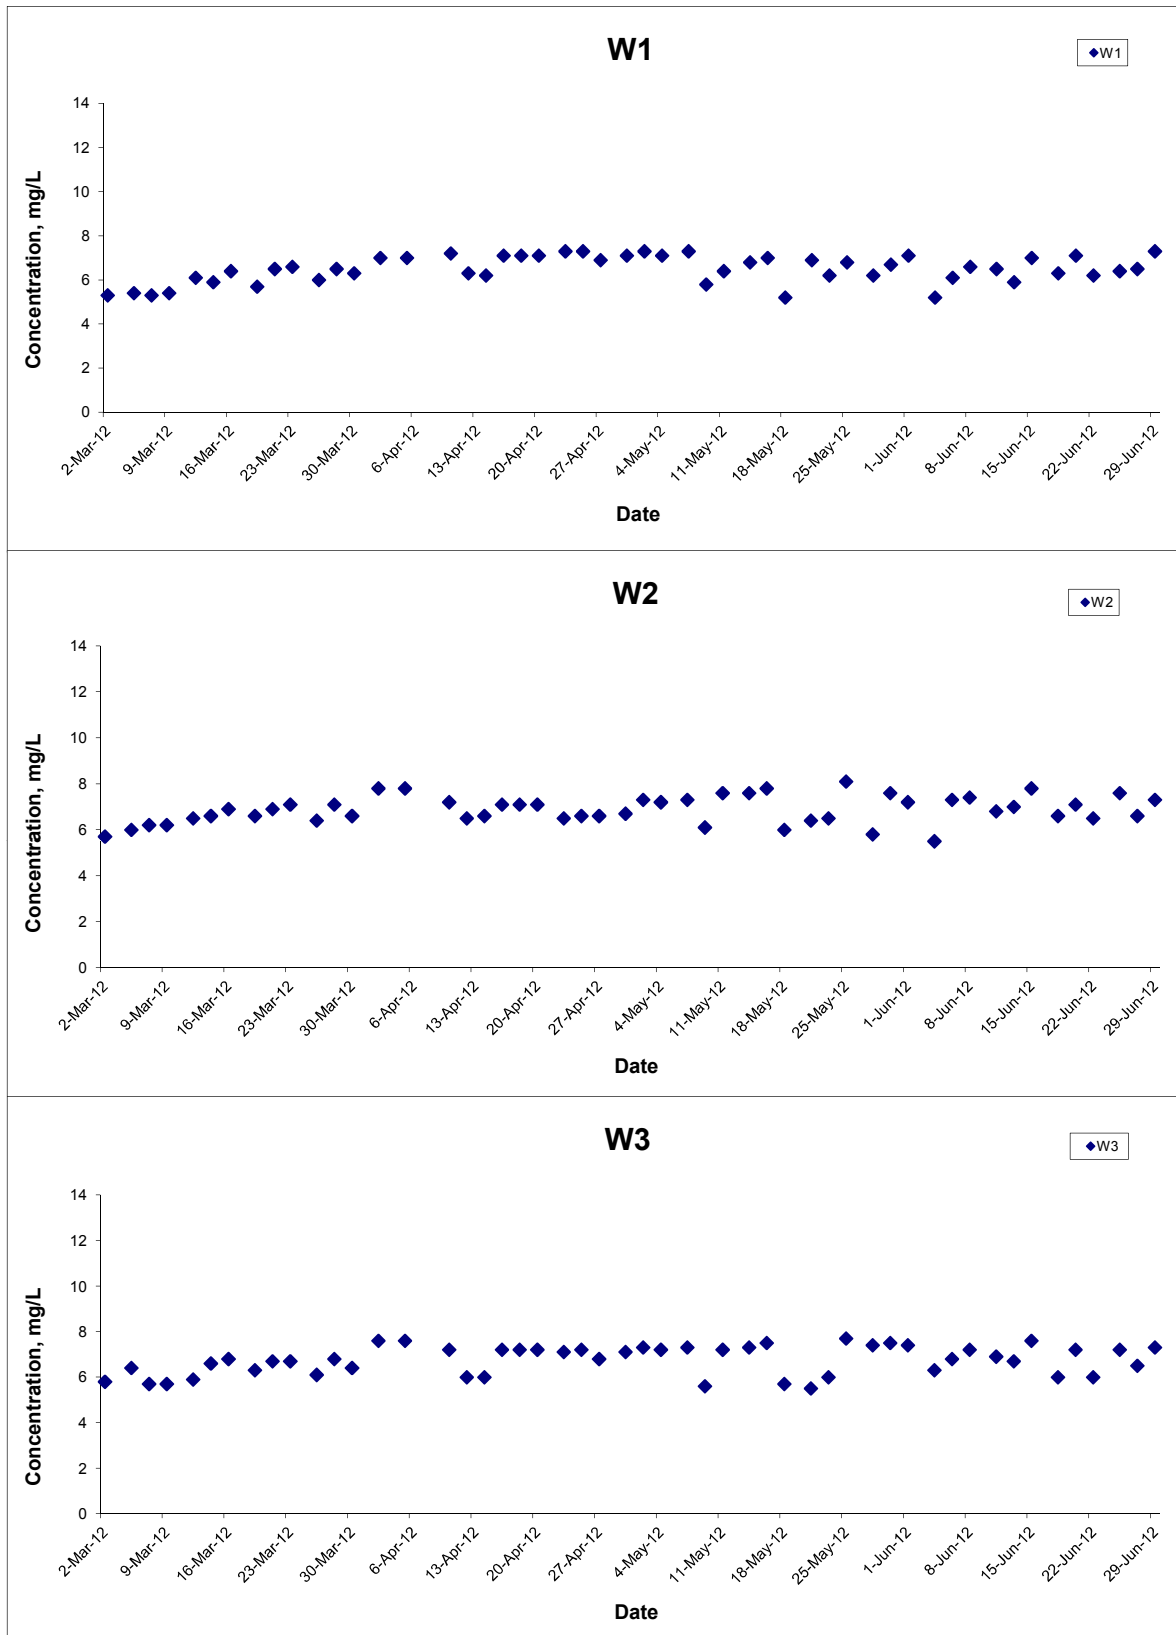 W1
W1
14
12
10
8
6
4
2
0
Concentration, mg/L
2-Mar-12
9-Mar-12
16-Mar-12
23-Mar-12
30-Mar-12
6-Apr-12
13-Apr-12
20-Apr-12
27-Apr-12
4-May-12
11-May-12
18-May-12
25-May-12
1-Jun-12
8-Jun-12
15-Jun-12
22-Jun-12
29-Jun-12
Date
W2
W2
14
12
10
8
6
4
2
0
Concentration, mg/L
2-Mar-12
9-Mar-12
16-Mar-12
23-Mar-12
30-Mar-12
6-Apr-12
13-Apr-12
20-Apr-12
27-Apr-12
4-May-12
11-May-12
18-May-12
25-May-12
1-Jun-12
8-Jun-12
15-Jun-12
22-Jun-12
29-Jun-12
Date
W3
W3
14
12
10
8
6
4
2
0
Concentration, mg/L
2-Mar-12
9-Mar-12
16-Mar-12
23-Mar-12
30-Mar-12
6-Apr-12
13-Apr-12
20-Apr-12
27-Apr-12
4-May-12
11-May-12
18-May-12
25-May-12
1-Jun-12
8-Jun-12
15-Jun-12
22-Jun-12
29-Jun-12
Date